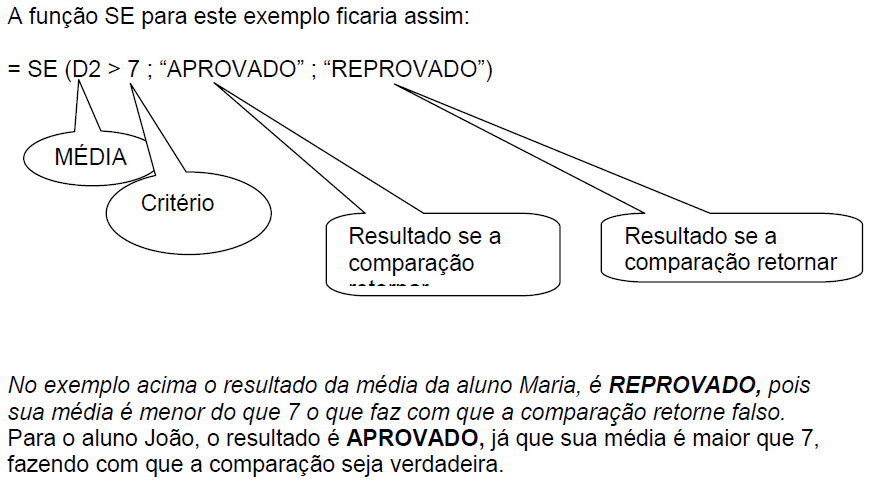 A função SE para este exemplo ficaria assim:
= SE (D2 > 7 ; “APROVADO” ; “REPROVADO”)
MÉDIA
Critério
Resultado se a
comparação
Resultado se a
comparação retornar
No exemplo acima o resultado da média da aluno Maria, é REPROVADO, pois
sua média é menor do que 7 o que faz com que a comparação retorne falso.
Para o aluno João, o resultado é APROVADO, já que sua média é maior que 7,
fazendo com que a comparação seja verdadeira.